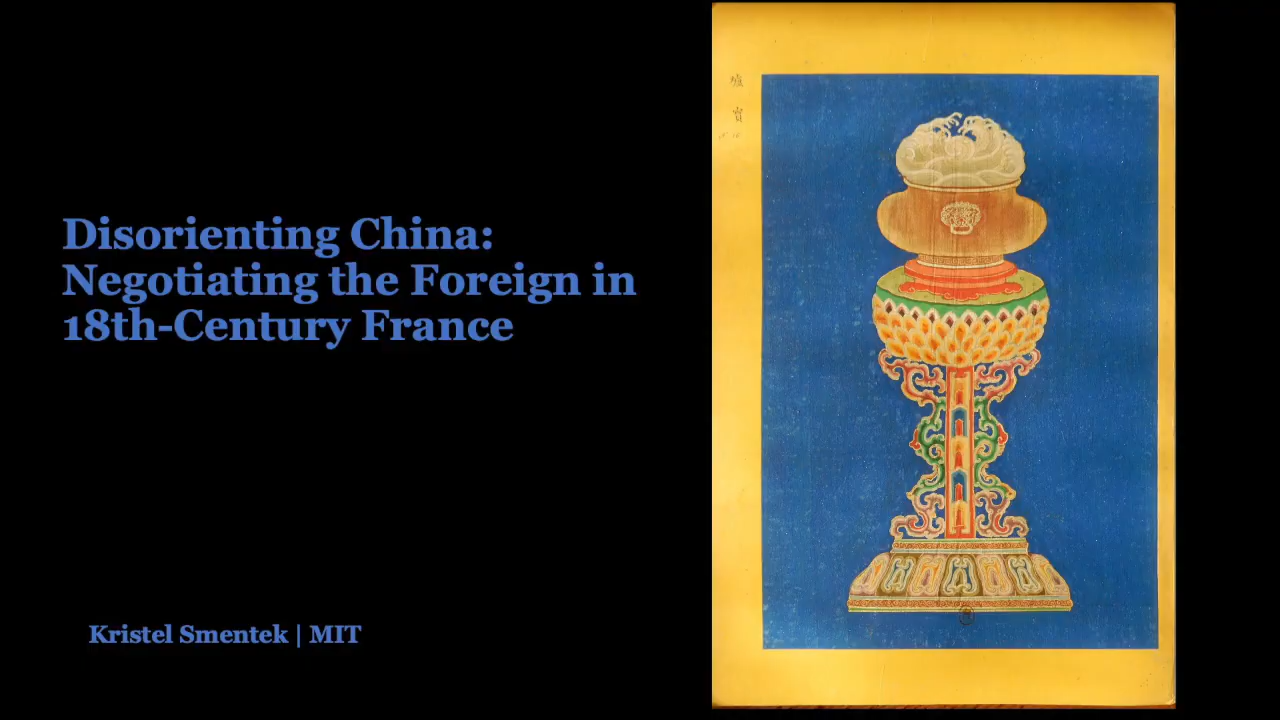 Disorienting China:
Negotiating the Foreign in
18th-Century France
Kristel Smentek | MIT